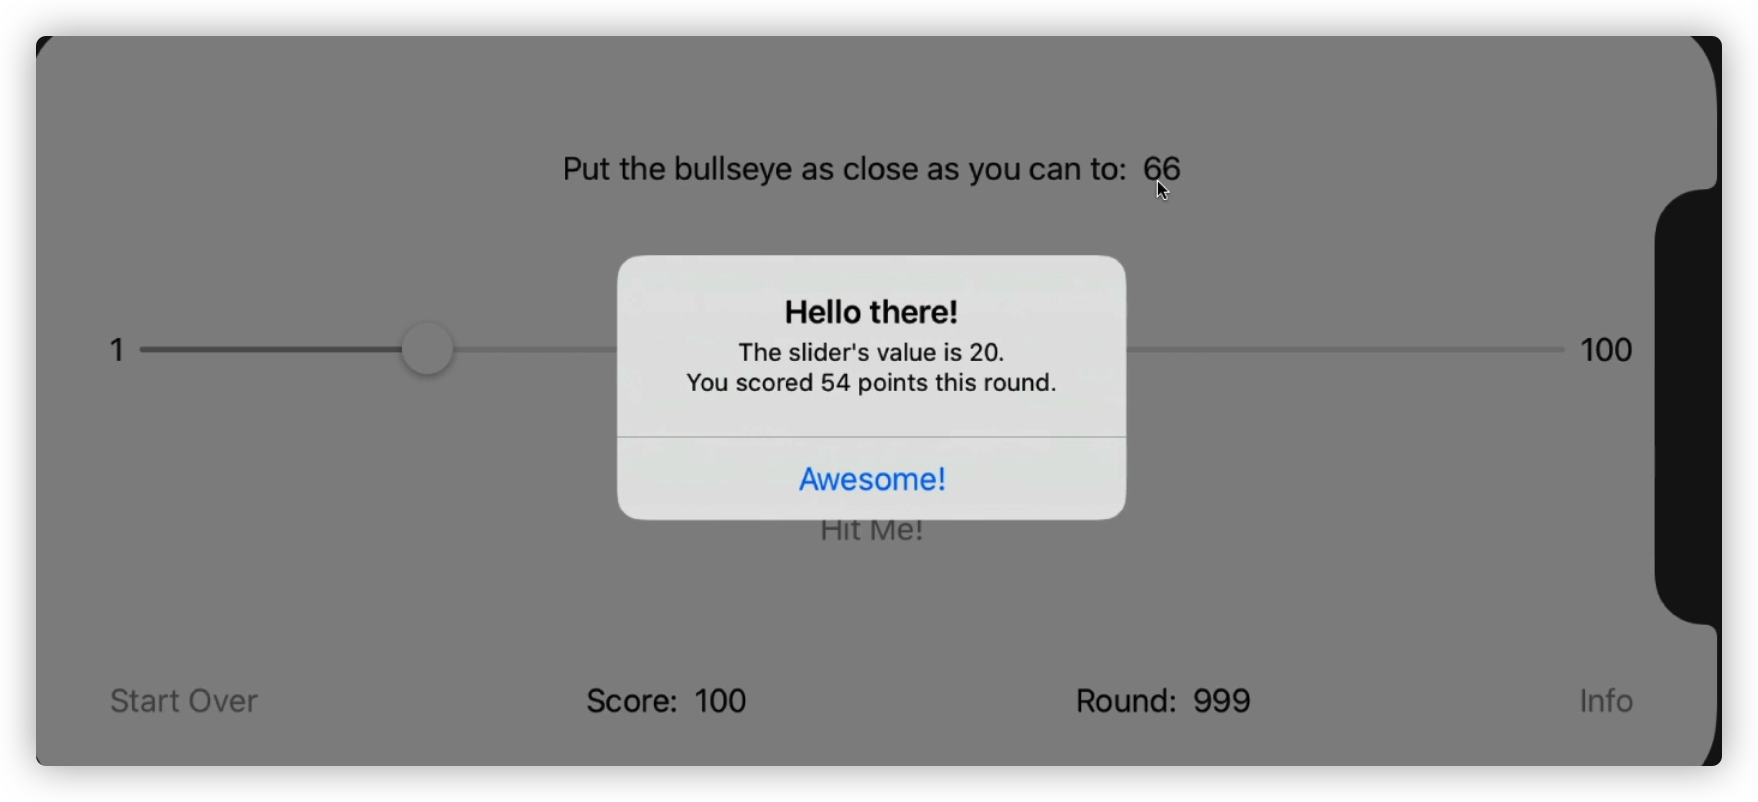 Put the bullseye as close as you can to: 66
1
100
Hello there!
The slider's value is 20.
You scored 54 points this round.
Awesome!
Hit Me!
Start Over
Score: 100
Round: 999
Info